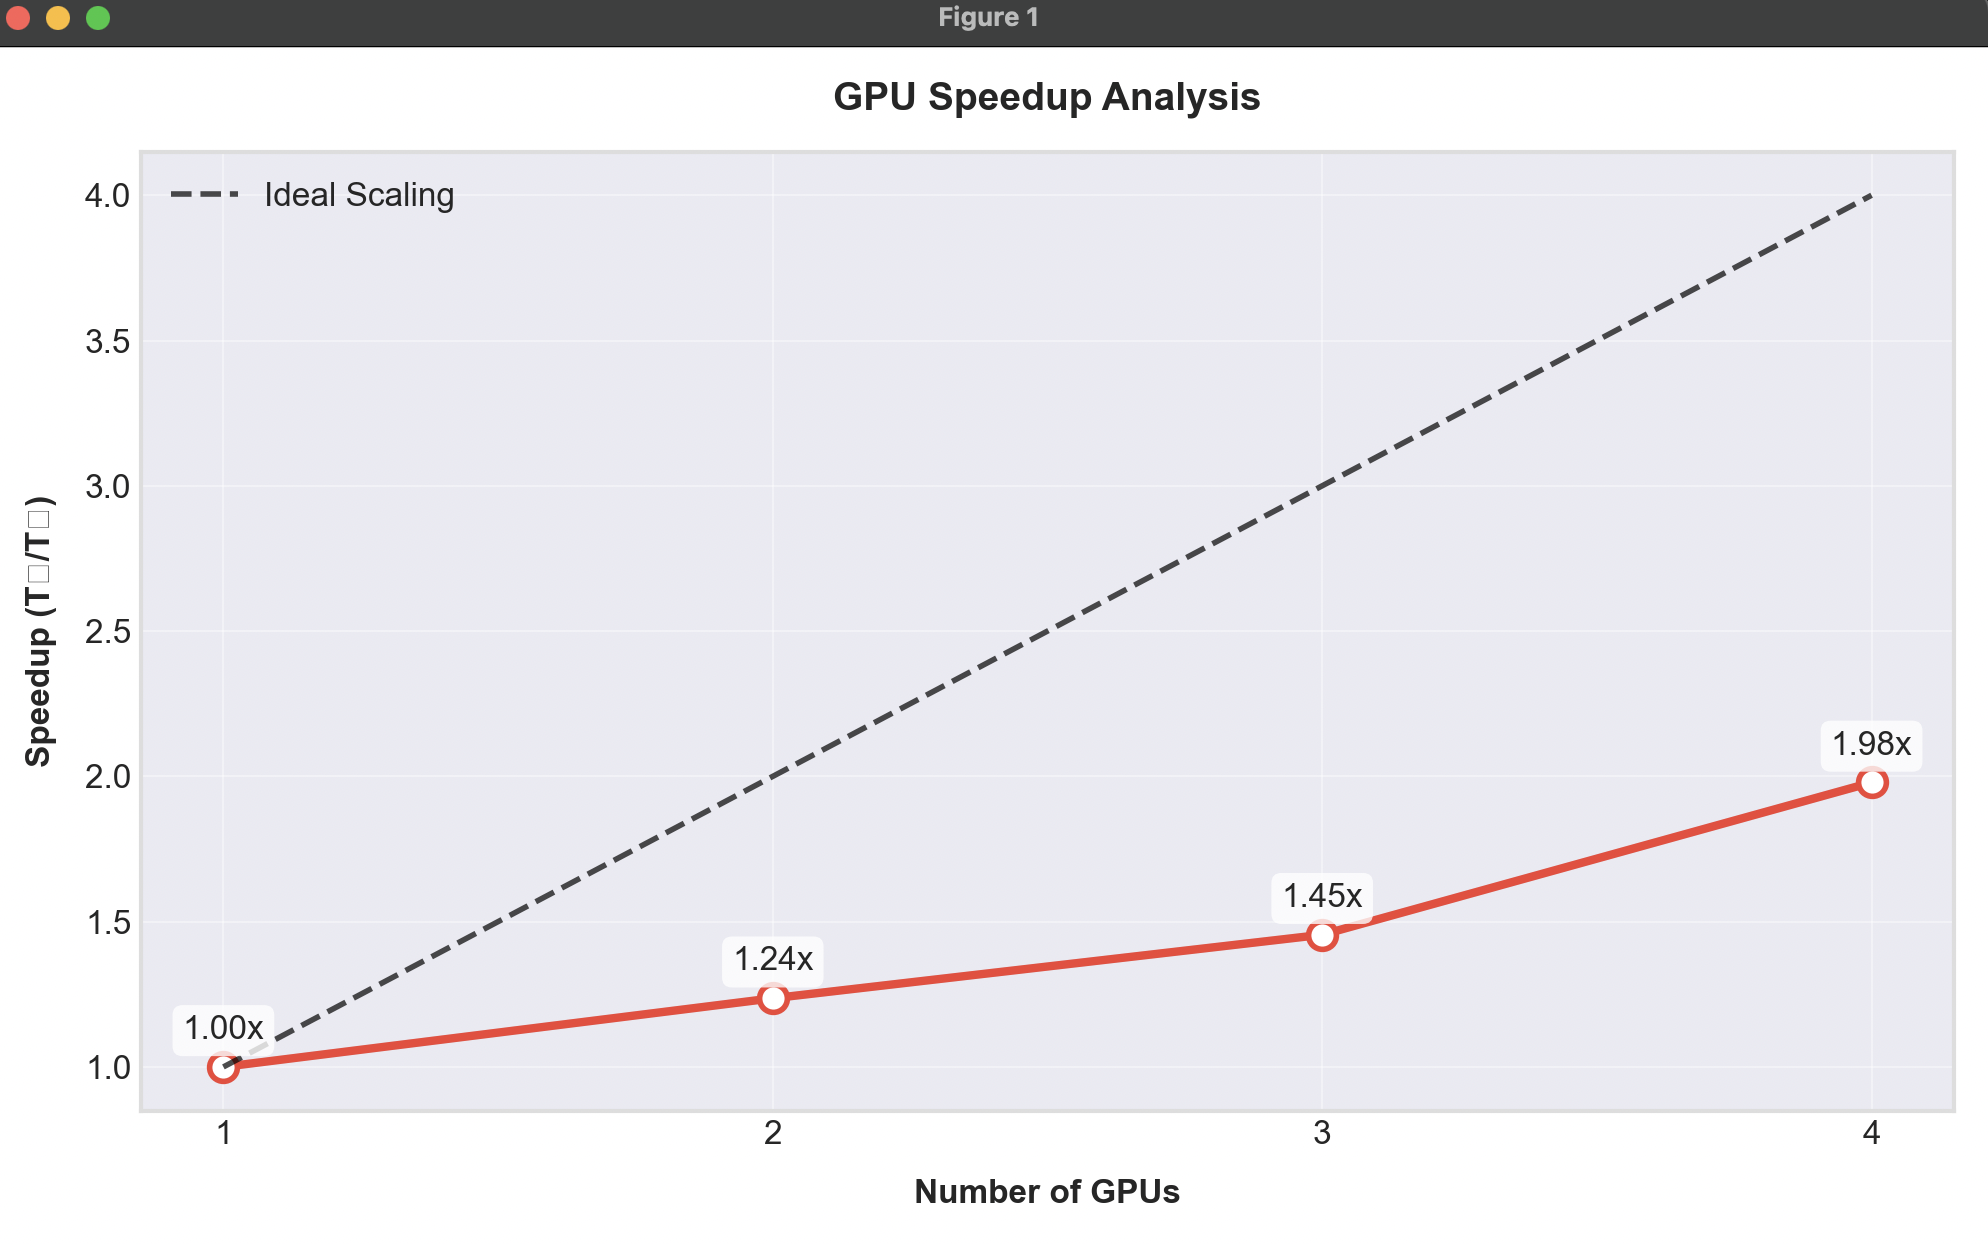 Figure 1
GPU Speedup Analysis
Ideal Scaling
4.0
3.5
3.0
2.5
2.0
1.5
1.0
Speedup (T□/T□)
1.00x
1.24x
1.45x
1.98x
1
2
3
4
Number of GPUs